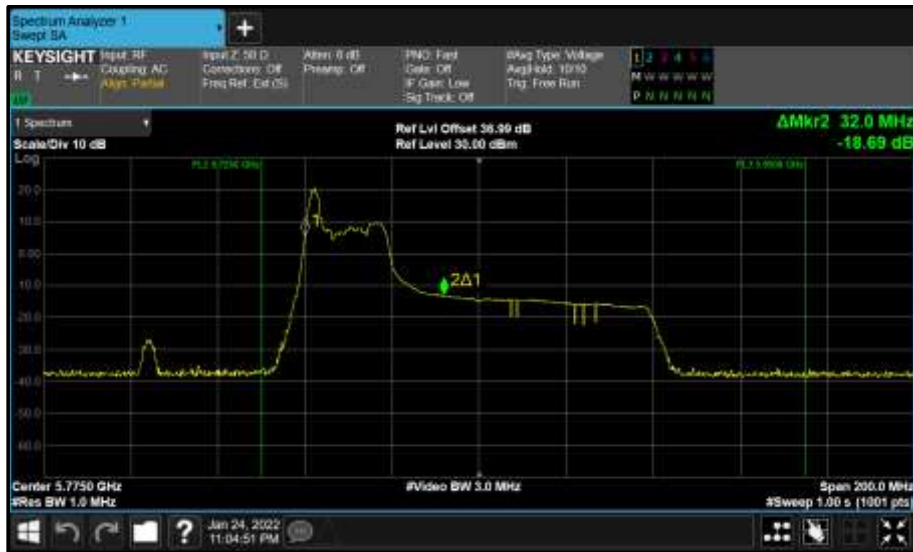 Spectrum Analyzer 1
Swept SA
+
KEYSIGHT
R T
Input: RF
Coupling: AC
Align: Partial
Input Z: 50 Ω
Corrections: Off
Freq Ref: Ext (S)
Atten: 6 dB
Preamp: Off
PNO: Fast
Gate: Off
IF Gain: Low
Sig Track: Off
#Avg Type: Voltage
Avg|Hold: 10/10
Trig: Free Run
1 2 3 4 5 6
M W W W W W
P N N N N N
1 Spectrum
Scale/Div 10 dB
Log
Ref Lvl Offset 36.99 dB
Ref Level 30.00 dBm
ΔMkr2 32.0 MHz
-18.69 dB
20.0
10.0
0.00
-10.0
-20.0
-30.0
-40.0
-50.0
-60.0
1
2Δ1
Center 5.7750 GHz
#Res BW 1.0 MHz
#Video BW 3.0 MHz
Span 200.0 MHz
#Sweep 1.00 s (1001 pts)
?
Jan 24, 2022
11:04:51 PM